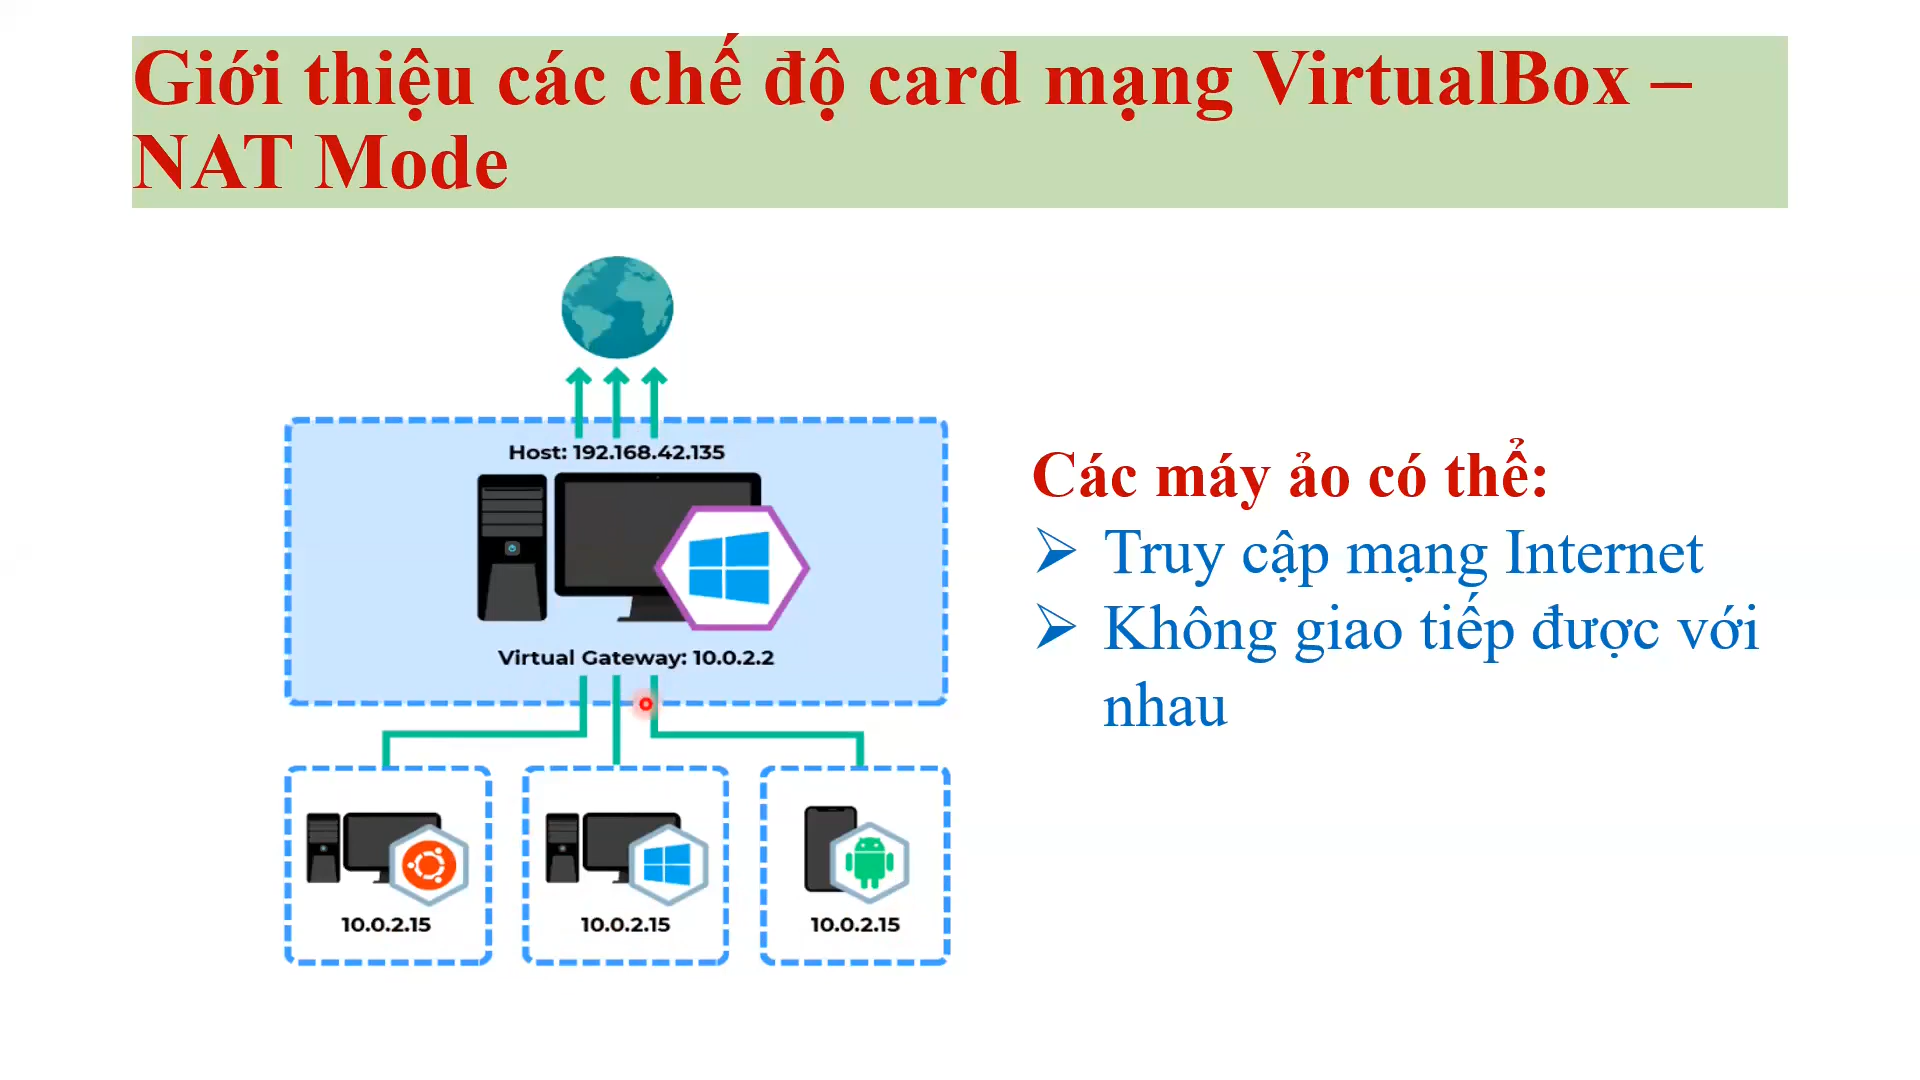 Giới thiệu các chế độ card mạng VirtualBox –
NAT Mode
Host: 192.168.42.135
Virtual Gateway: 10.0.2.2
10.0.2.15
10.0.2.15
10.0.2.15
Các máy ảo có thể:
Truy cập mạng Internet
Không giao tiếp được với
nhau